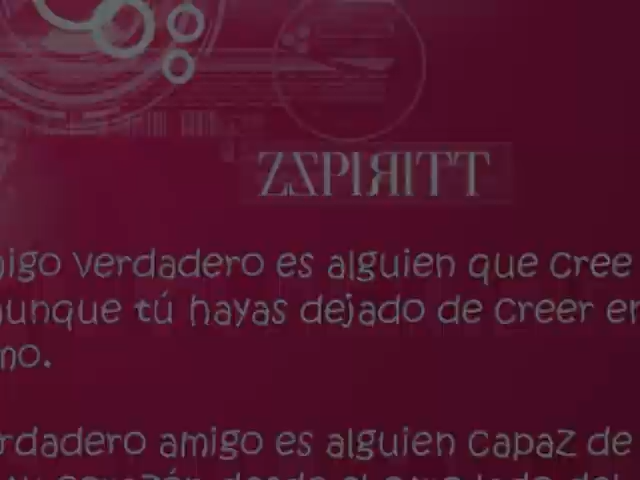 ZZPIRITT
igo verdadero es alguien que cree
aunque tú hayas dejado de creer en
mo.
rdadero amigo es alguien capaz de